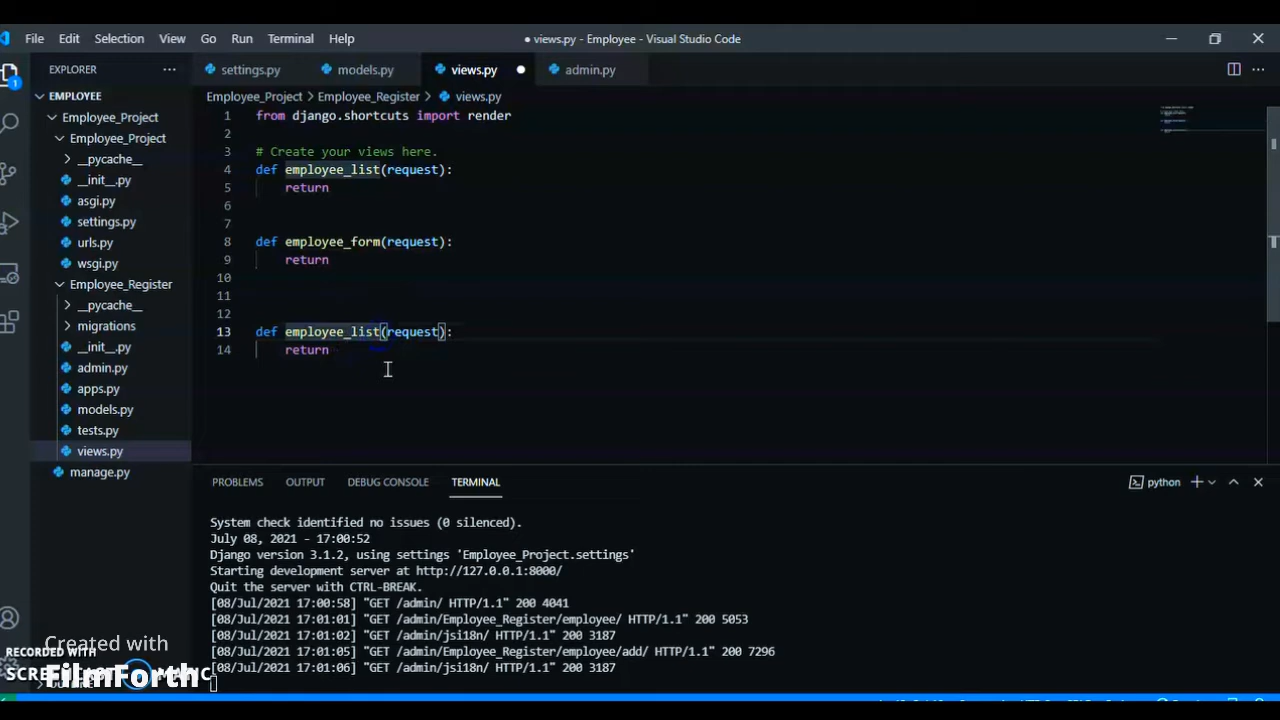 File Edit Selection View Go Run Terminal Help
● views.py - Employee - Visual Studio Code
EXPLORER ...
settings.py models.py views.py ● admin.py
1
EMPLOYEE
Employee_Project
Employee_Project
__pycache__
__init__.py
asgi.py
settings.py
urls.py
wsgi.py
Employee_Register
__pycache__
migrations
__init__.py
admin.py
apps.py
models.py
tests.py
views.py
manage.py
Employee_Project > Employee_Register > views.py
1 from django.shortcuts import render
2
3 # Create your views here.
4 def employee_list(request):
5 return
6
7
8 def employee_form(request):
9 return
10
11
12
13 def employee_list(request):
14 return
PROBLEMS OUTPUT DEBUG CONSOLE TERMINAL
python
System check identified no issues (0 silenced).
July 08, 2021 - 17:00:52
Django version 3.1.2, using settings 'Employee_Project.settings'
Starting development server at http://127.0.0.1:8000/
Quit the server with CTRL-BREAK.
[08/Jul/2021 17:00:58] "GET /admin/ HTTP/1.1" 200 4041
[08/Jul/2021 17:01:01] "GET /admin/Employee_Register/employee/ HTTP/1.1" 200 5053
[08/Jul/2021 17:01:02] "GET /admin/jsi18n/ HTTP/1.1" 200 3187
[08/Jul/2021 17:01:05] "GET /admin/Employee_Register/employee/add/ HTTP/1.1" 200 7296
[08/Jul/2021 17:01:06] "GET /admin/jsi18n/ HTTP/1.1" 200 3187
Created with
RECORDED WITH
FilmForth